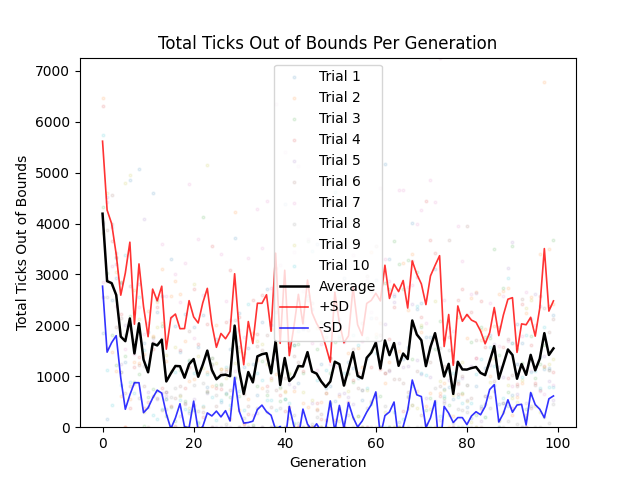 Total Ticks Out of Bounds Per Generation
Total Ticks Out of Bounds
7000
6000
5000
4000
3000
2000
1000
0
Trial 1
Trial 2
Trial 3
Trial 4
Trial 5
Trial 6
Trial 7
Trial 8
Trial 9
Trial 10
Average
+SD
-SD
0 20 40 60 80 100
Generation